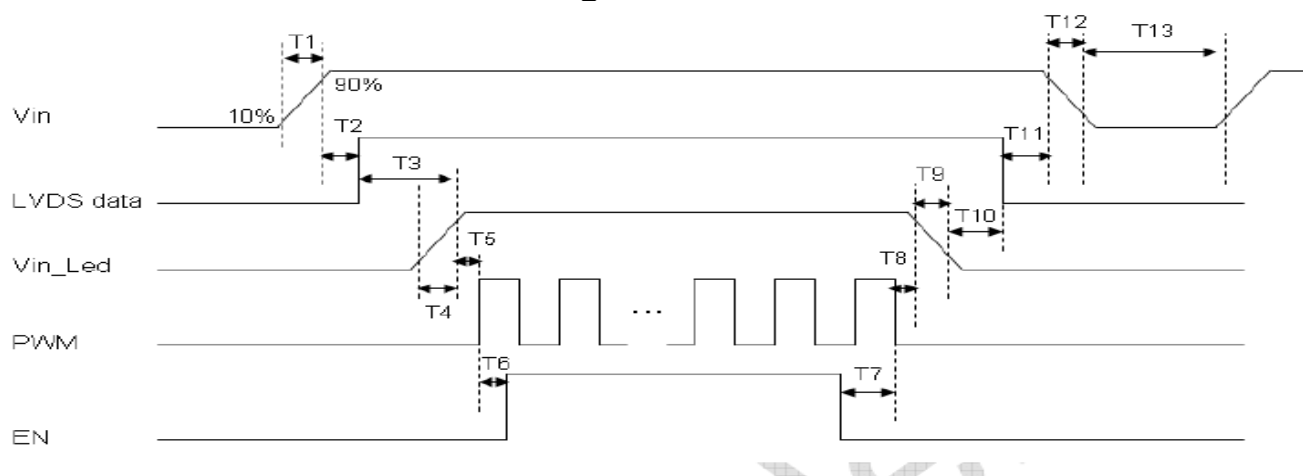 T12
T13
T1
90%
Vin
10%
T2
T11
T3
T9
LVDS data
T10
T5
Vin_Led
T8
T4
...
PWM
T6
T7
EN